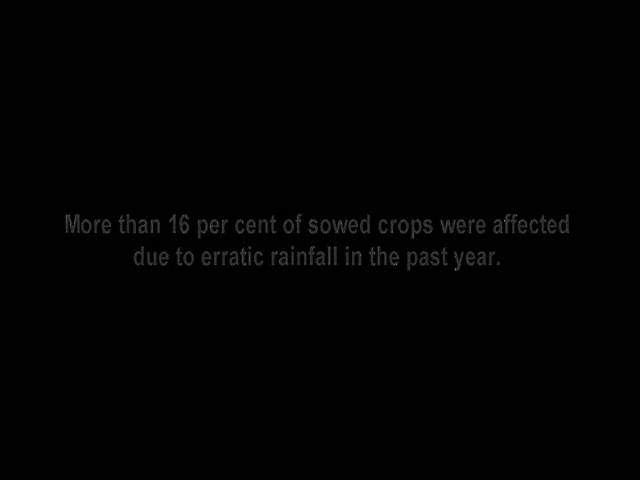 More than 16 per cent of sowed crops were affected
due to erratic rainfall in the past year.